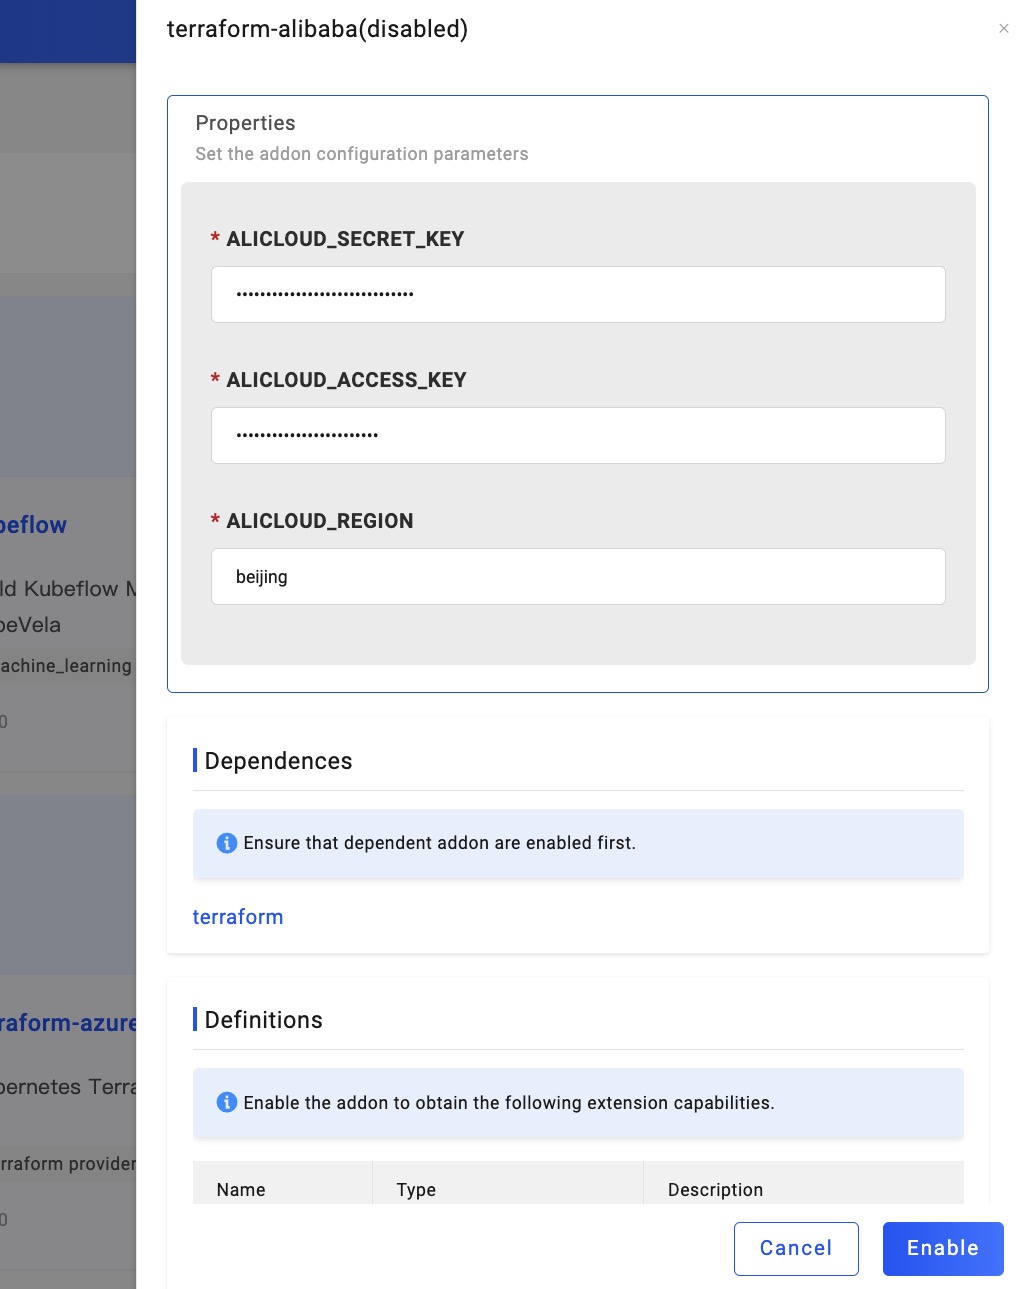 terraform-alibaba(disabled)
Properties
Set the addon configuration parameters
* ALICLOUD_SECRET_KEY
* ALICLOUD_ACCESS_KEY
* ALICLOUD_REGION
beijing
Dependences
Ensure that dependent addon are enabled first.
terraform
Definitions
Enable the addon to obtain the following extension capabilities.
Name Type Description
Cancel Enable
beflow
ld Kubeflow M
beVela
achine_learning
0
raform-azure
bernetes Terra
rraform provider
0